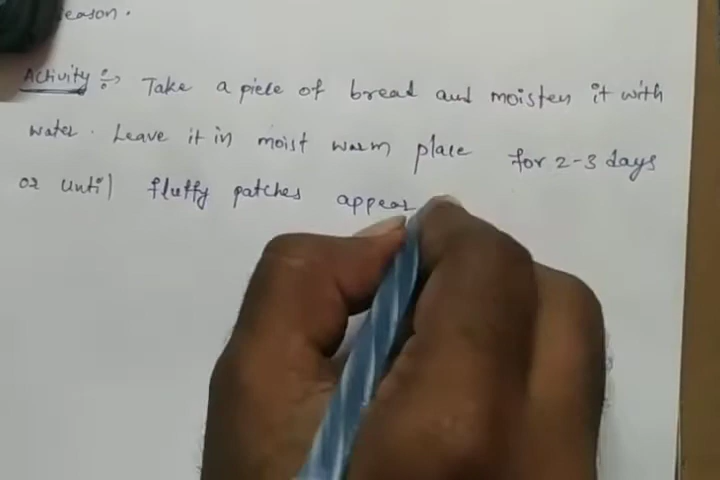 eason.
Activity :-> Take a piece of bread and moisten it with
water. Leave it in moist warm place for 2-3 days
or until fluffy patches appear